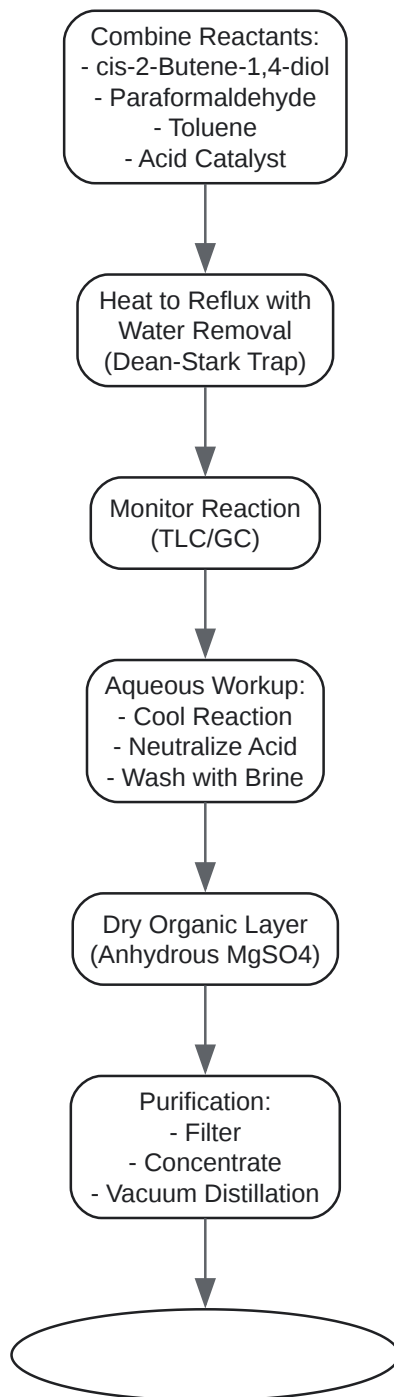 Combine Reactants:
- cis-2-Butene-1,4-diol
- Paraformaldehyde
- Toluene
- Acid Catalyst
Heat to Reflux with
Water Removal
(Dean-Stark Trap)
Monitor Reaction
(TLC/GC)
Aqueous Workup:
- Cool Reaction
- Neutralize Acid
- Wash with Brine
Dry Organic Layer
(Anhydrous MgSO4)
Purification:
- Filter
- Concentrate
- Vacuum Distillation